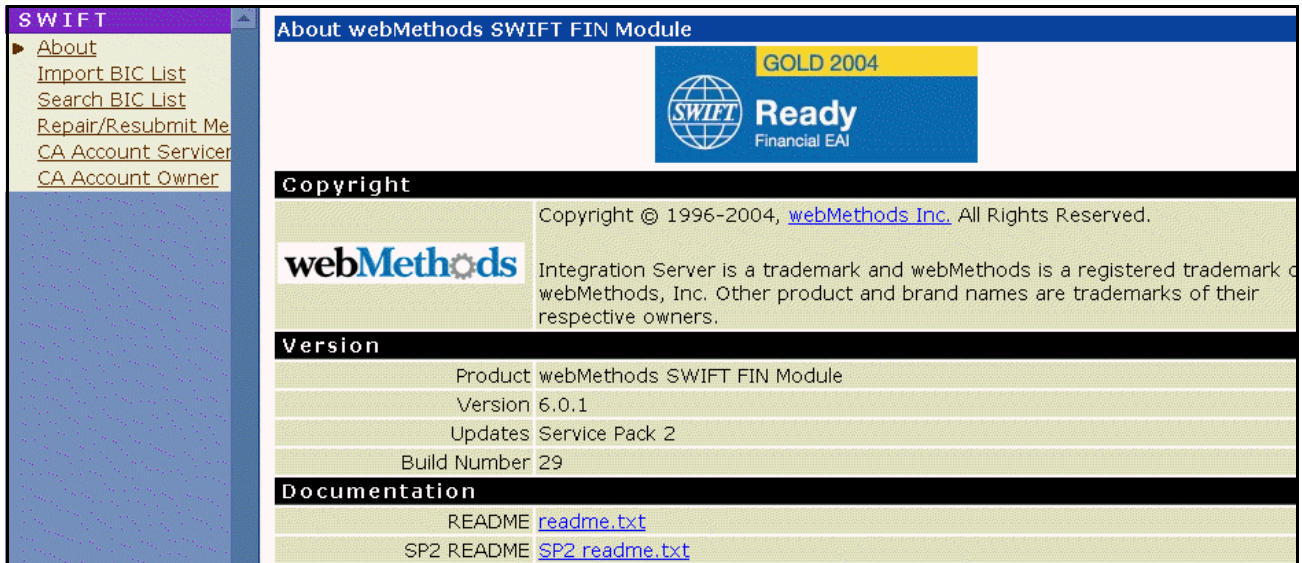 SWIFT
About
Import BIC List
Search BIC List
Repair/Resubmit Me
CA Account Servicer
CA Account Owner
About webMethods SWIFT FIN Module
GOLD 2004
SWIFT
Ready
Financial EAI
Copyright
Copyright © 1996-2004, webMethods Inc. All Rights Reserved.
webMethods
Integration Server is a trademark and webMethods is a registered trademark
webMethods, Inc. Other product and brand names are trademarks of their
respective owners.
Version
Product webMethods SWIFT FIN Module
Version 6.0.1
Updates Service Pack 2
Build Number 29
Documentation
README readme.txt
SP2 README SP2 readme.txt